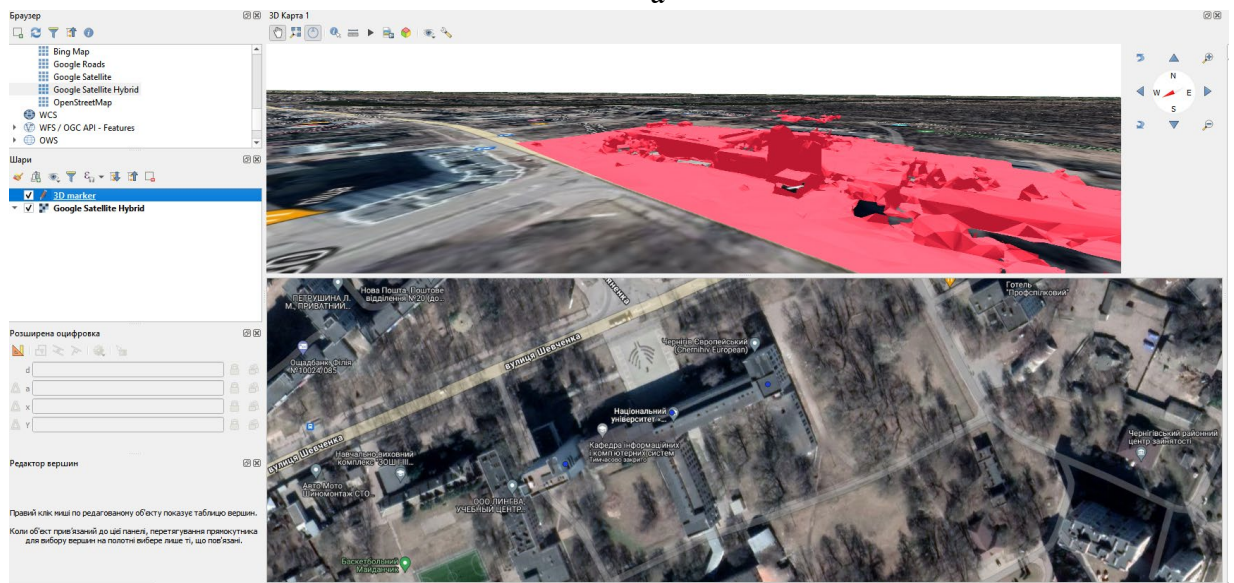 а
Браузер
3D Карта 1
Bing Map
Google Roads
Google Satellite
Google Satellite Hybrid
OpenStreetMap
WCS
WFS / OGC API - Features
OWS
N
W E
S
Шари
3D marker
Google Satellite Hybrid
Розширена оцифровка
d
a
x
y
Редактор вершин
Правий клік миші по редагованому об'єкту показує таблицю вершин.
Коли об'єкт прив'язаний до цієї панелі, перетягування прямокутника
для вибору вершин на полотні вибере лише ті, що пов'язані.
ПЕТРУШИНА Л.
М., ПРИВАТНИЙ...
Нова Пошта. Поштове
відділення №20 (до...
Готель
"Профспілковий"
Чернігів Європейський
(Chernihiv European)
Ощадбанк Філія
№10024/085
вулиця Шевченка
Національний
університет -...
Кафедра інформаційних
і комп'ютерних систем
Тимчасово закрито
вулиця Шевченка
Навчально-виховний
Авто Мото
Шиномонтаж СТО
ООО ЛИНГВА,
УЧЕБНЫЙ ЦЕНТР...
Чернігівський районний
центр зайнятості
Баскетбольний
Майданчик